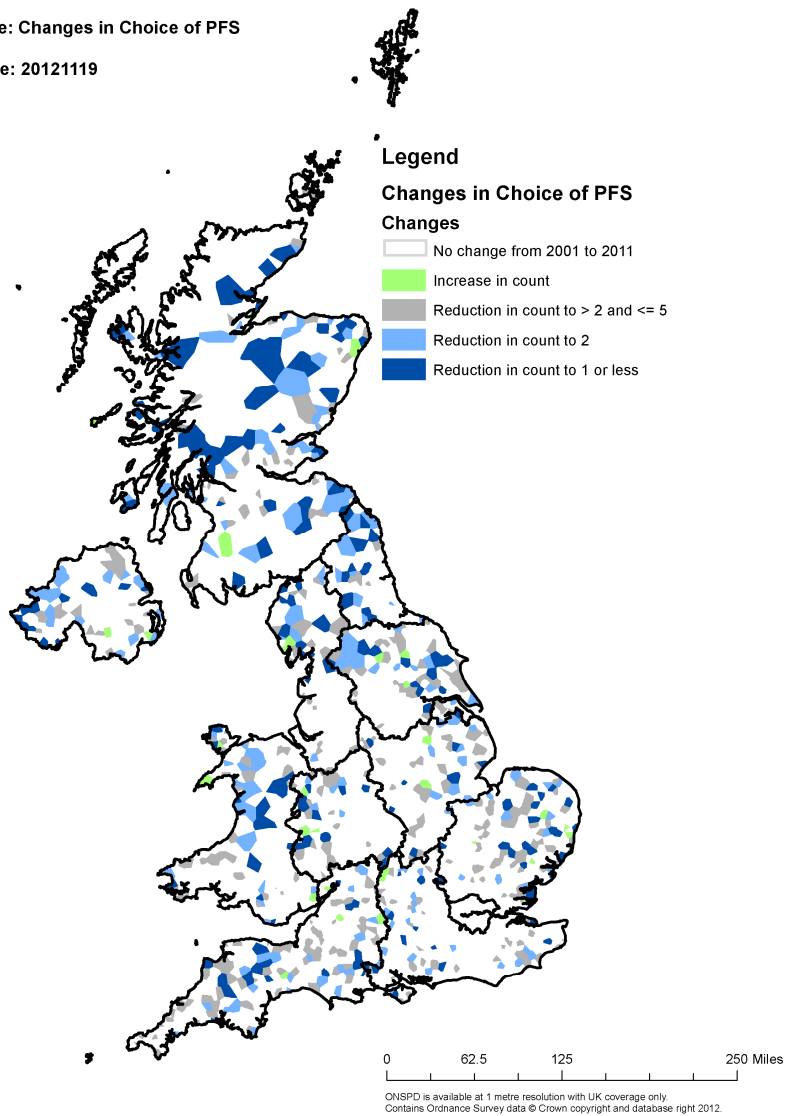 e: Changes in Choice of PFS
e: 20121119
Legend
Changes in Choice of PFS
Changes
No change from 2001 to 2011
Increase in count
Reduction in count to > 2 and <= 5
Reduction in count to 2
Reduction in count to 1 or less
0 62.5 125 250 Miles
ONSPD is available at 1 metre resolution with UK coverage only.
Contains Ordnance Survey data © Crown copyright and database right 2012.